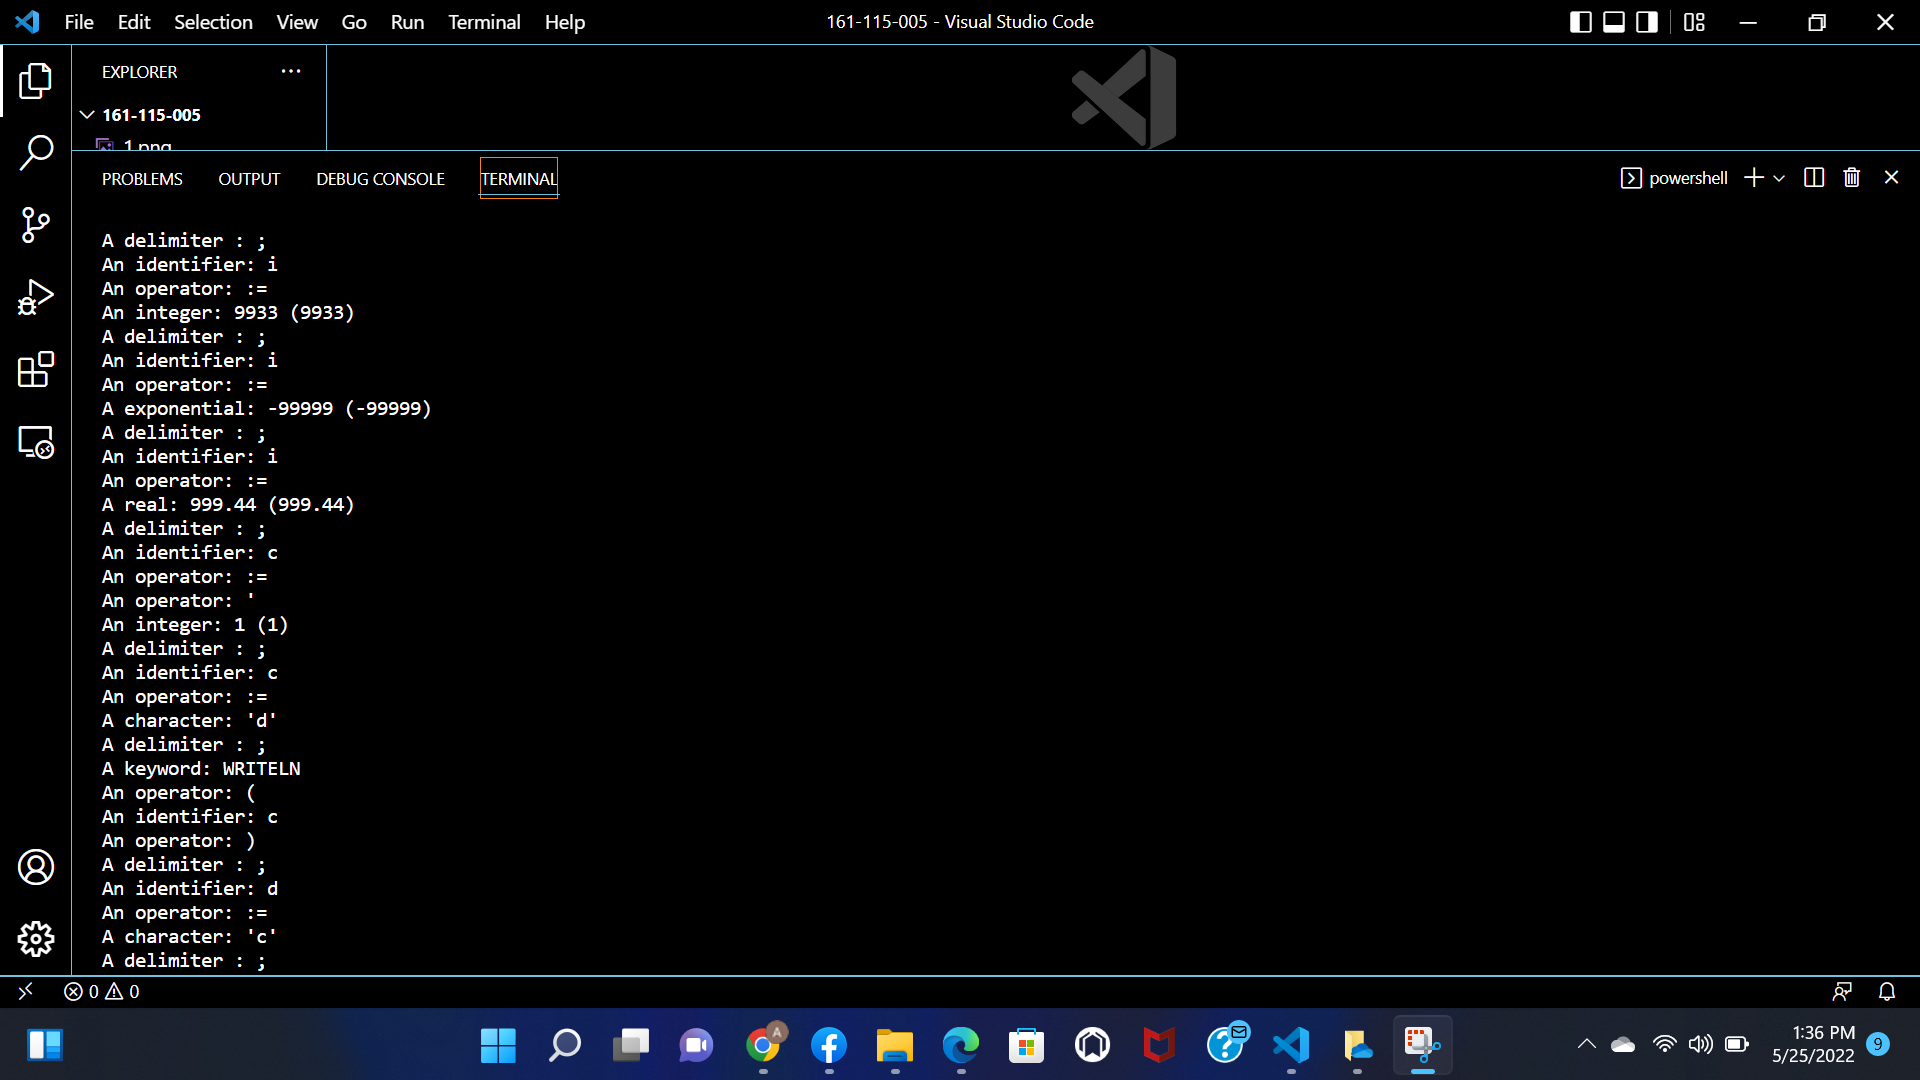 File Edit Selection View Go Run Terminal Help 161-115-005 - Visual Studio Code
EXPLORER
161-115-005
1.png
PROBLEMS OUTPUT DEBUG CONSOLE TERMINAL powershell
A delimiter : ;
An identifier: i
An operator: :=
An integer: 9933 (9933)
A delimiter : ;
An identifier: i
An operator: :=
A exponential: -99999 (-99999)
A delimiter : ;
An identifier: i
An operator: :=
A real: 999.44 (999.44)
A delimiter : ;
An identifier: c
An operator: :=
An operator: '
An integer: 1 (1)
A delimiter : ;
An identifier: c
An operator: :=
A character: 'd'
A delimiter : ;
A keyword: WRITELN
An operator: (
An identifier: c
An operator: )
A delimiter : ;
An identifier: d
An operator: :=
A character: 'c'
A delimiter : ;
0 0
A
1:36 PM
5/25/2022 9